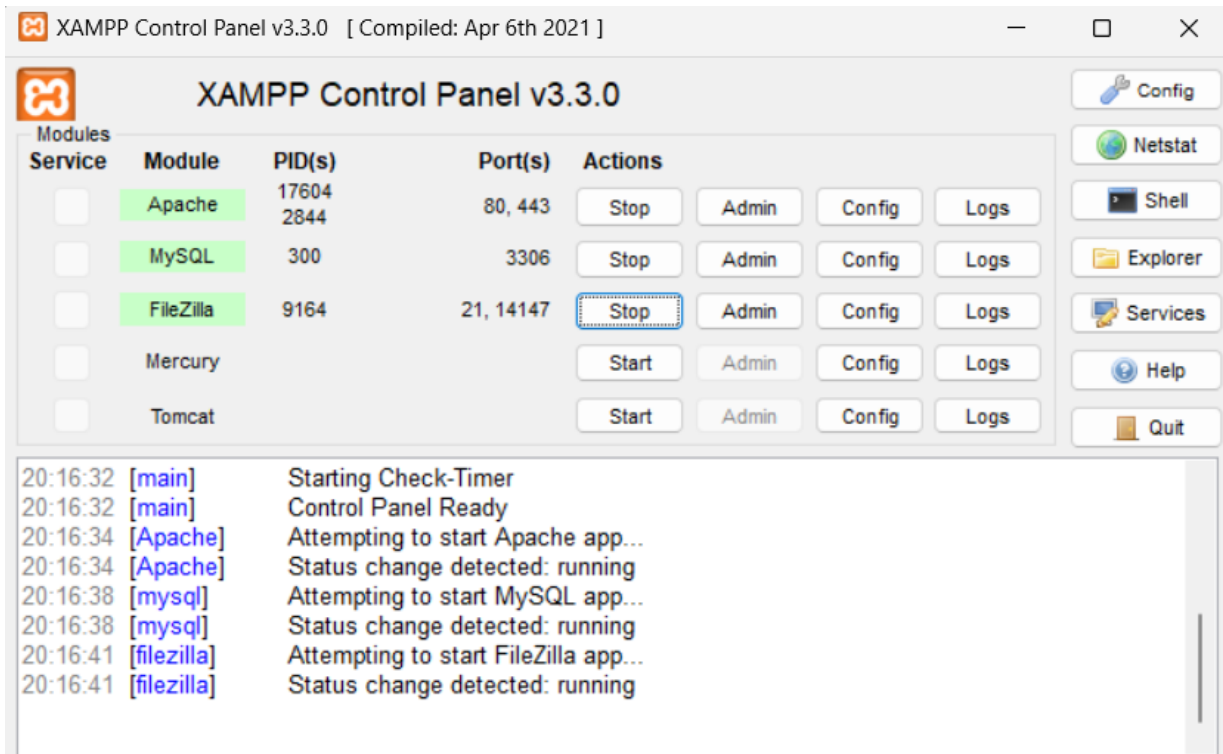 XAMPP Control Panel v3.3.0 [ Compiled: Apr 6th 2021 ]
XAMPP Control Panel v3.3.0
Config
Modules
Netstat
Service Module PID(s) Port(s) Actions
Apache 17604 2844 80, 443 Stop Admin Config Logs
Shell
MySQL 300 3306 Stop Admin Config Logs
Explorer
FileZilla 9164 21, 14147 Stop Admin Config Logs
Services
Mercury Start Admin Config Logs
Help
Tomcat Start Admin Config Logs
Quit
20:16:32 [main] Starting Check-Timer
20:16:32 [main] Control Panel Ready
20:16:34 [Apache] Attempting to start Apache app...
20:16:34 [Apache] Status change detected: running
20:16:38 [mysql] Attempting to start MySQL app...
20:16:38 [mysql] Status change detected: running
20:16:41 [filezilla] Attempting to start FileZilla app...
20:16:41 [filezilla] Status change detected: running